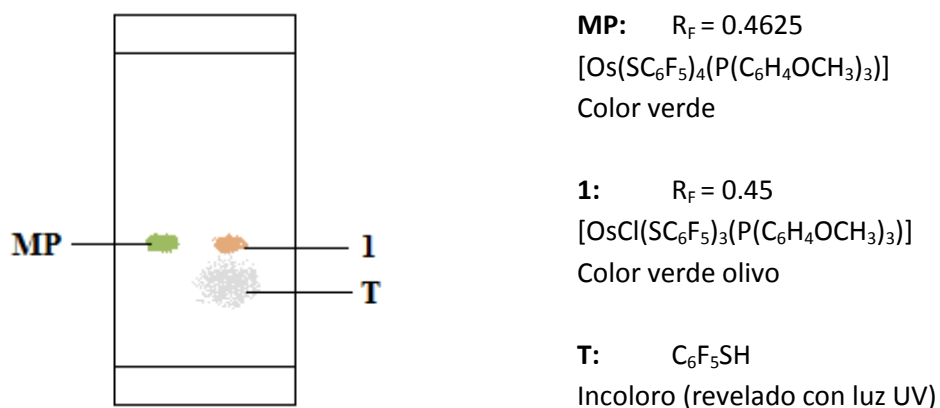 MP: R_F = 0.4625
[Os(SC₆F₅)₄(P(C₆H₄OCH₃)₃)]
Color verde
1: R_F = 0.45
[OsCl(SC₆F₅)₃(P(C₆H₄OCH₃)₃)]
Color verde olivo
T: C₆F₅SH
Incoloro (revelado con luz UV)
MP
1
T